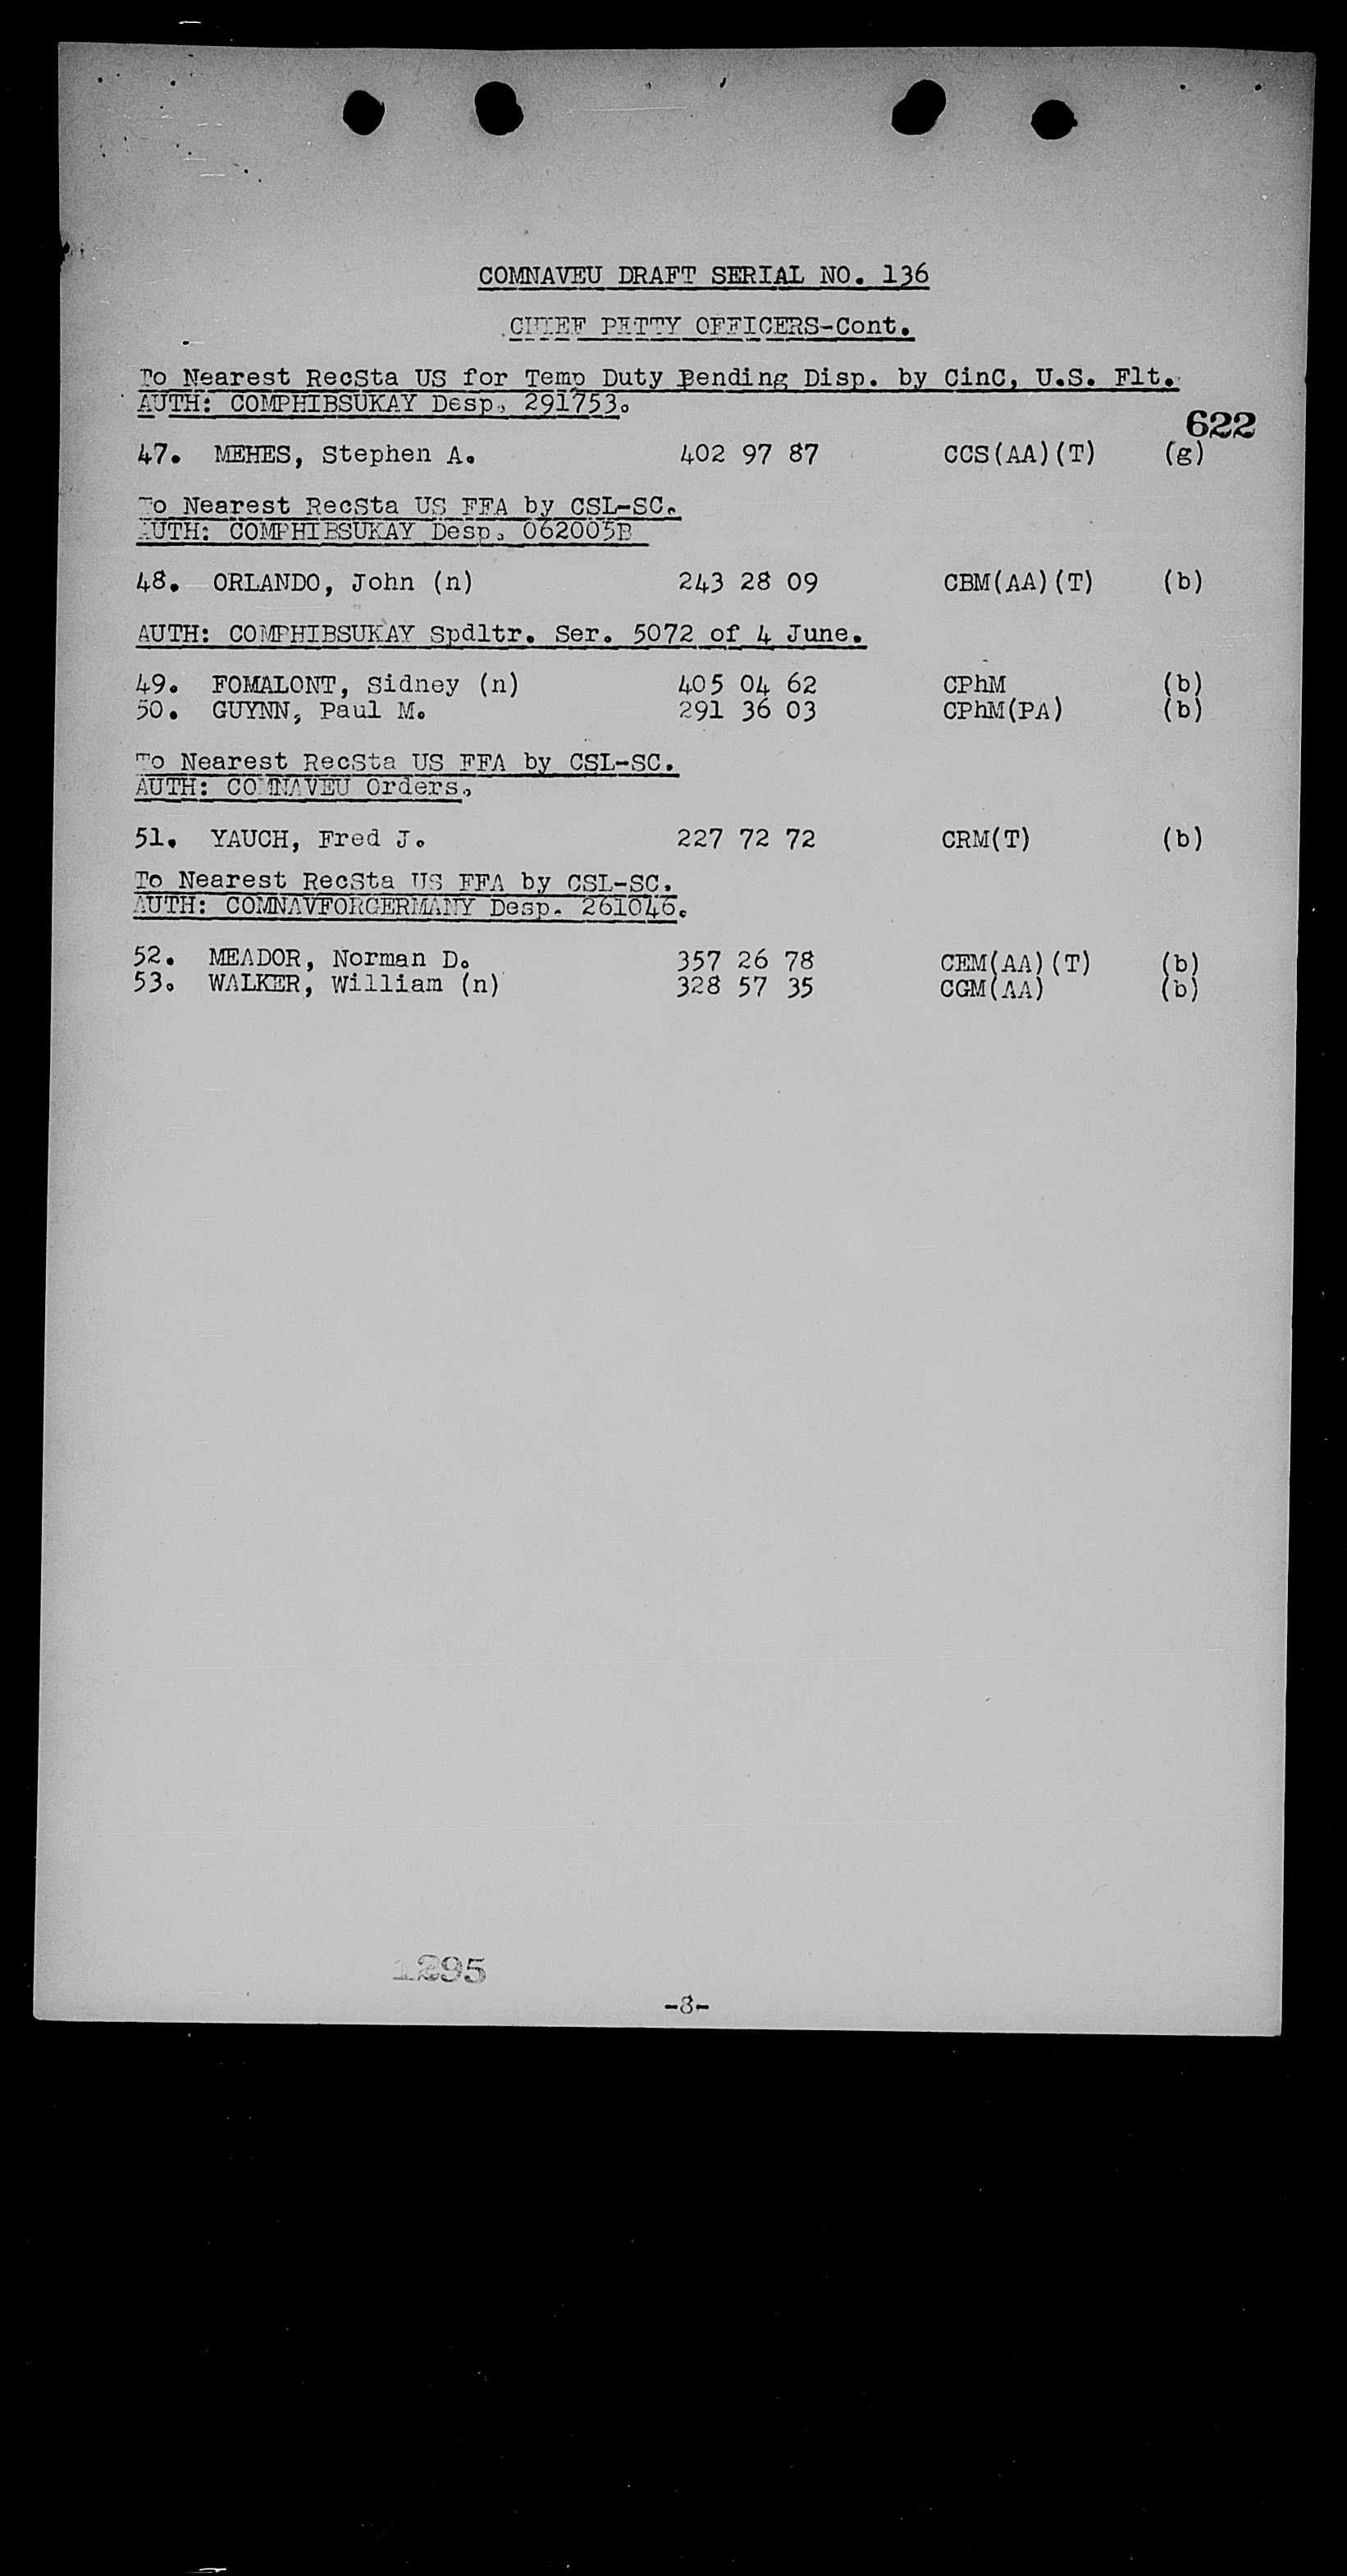 COMNAVEU DRAFT SERIAL NO. 136
CHIEF PETTY OFFICERS-Cont.
To Nearest RecSta US for Temp Duty Pending Disp. by CinC, U.S. Flt.
AUTH: COMPHIBSUKAY Desp. 291753.
622
47. MEHES, Stephen A. 402 97 87 CCS(AA)(T) (g)
To Nearest RecSta US FFA by CSL-SC.
AUTH: COMPHIBSUKAY Desp. 062005B
48. ORLANDO, John (n) 243 28 09 CBM(AA)(T) (b)
AUTH: COMPHIBSUKAY Spdltr. Ser. 5072 of 4 June.
49. FOMALONT, Sidney (n) 405 04 62 CPhM (b)
50. GUYNN, Paul M. 291 36 03 CPhM(PA) (b)
To Nearest RecSta US FFA by CSL-SC.
AUTH: COMNAVEU Orders.
51. YAUCH, Fred J. 227 72 72 CRM(T) (b)
To Nearest RecSta US FFA by CSL-SC.
AUTH: COMNAVFORGERMANY Desp. 261046.
52. MEADOR, Norman D. 357 26 78 CEM(AA)(T) (b)
53. WALKER, William (n) 328 57 35 CGM(AA) (b)
1295
-8-